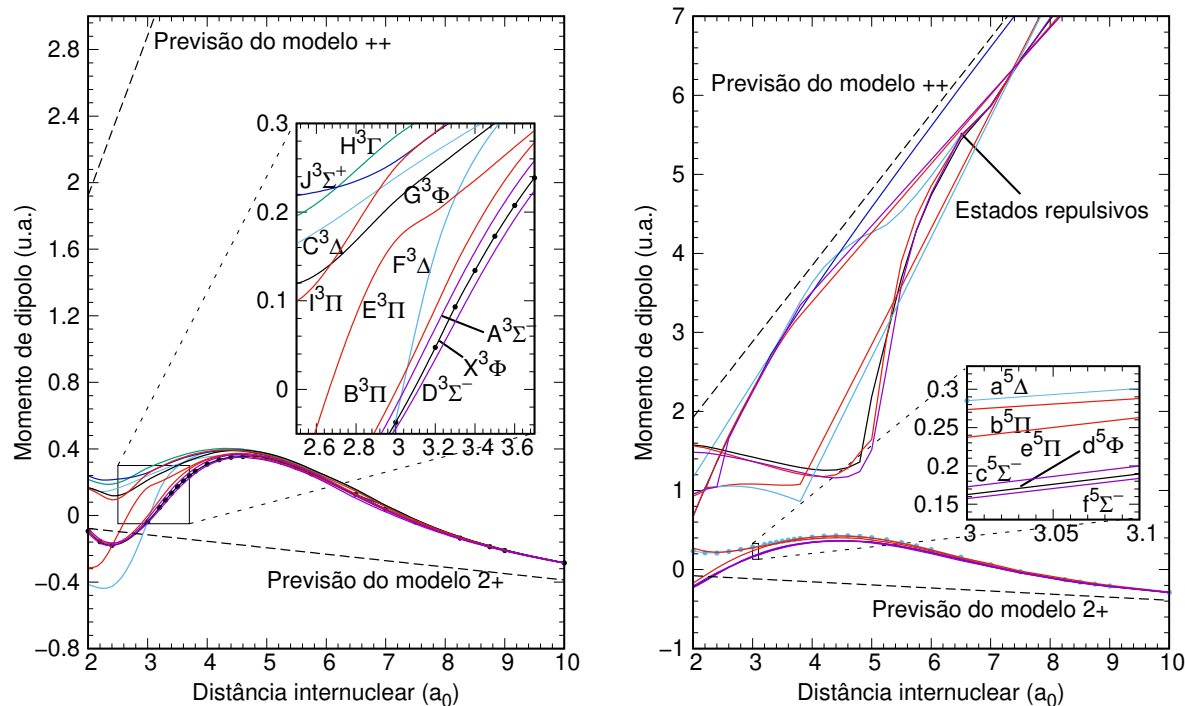 Momento de dipolo (u.a.)
3
2.8
2.4
2
1.6
1.2
0.8
0.4
0
−0.4
−0.8
2 3 4 5 6 7 8 9 10
Distância internuclear (a₀)
Previsão do modelo ++
Previsão do modelo 2+
0.3
0.2
0.1
0
2.6 2.8 3 3.2 3.4 3.6
H³Γ
J³Σ⁺
G³Φ
C³Δ
F³Δ
I³Π
E³Π
A³Σ⁻
X³Φ
B³Π
D³Σ⁻
Momento de dipolo (u.a.)
7
6
5
4
3
2
1
0
−1
2 3 4 5 6 7 8 9 10
Distância internuclear (a₀)
Previsão do modelo ++
Estados repulsivos
Previsão do modelo 2+
0.3
0.25
0.2
0.15
3 3.05 3.1
a⁵Δ
b⁵Π
e⁵Π
d⁵Φ
c⁵Σ⁻
f⁵Σ⁻